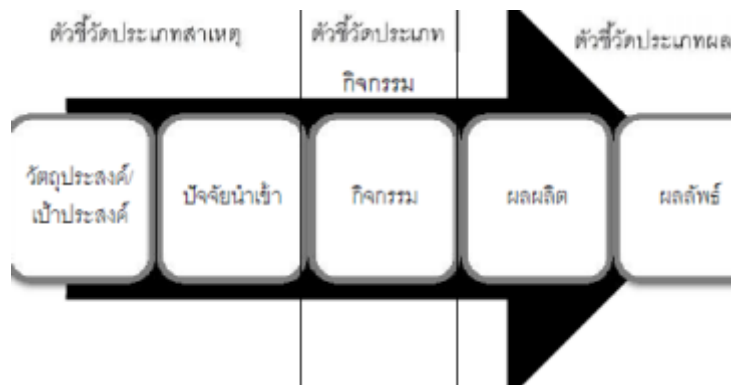 ตัวชี้วัดประเภทสาเหตุ
ตัวชี้วัดประเภท
กิจกรรม
ตัวชี้วัดประเภทผล
วัตถุประสงค์/
เป้าประสงค์
ปัจจัยนำเข้า
กิจกรรม
ผลผลิต
ผลลัพธ์